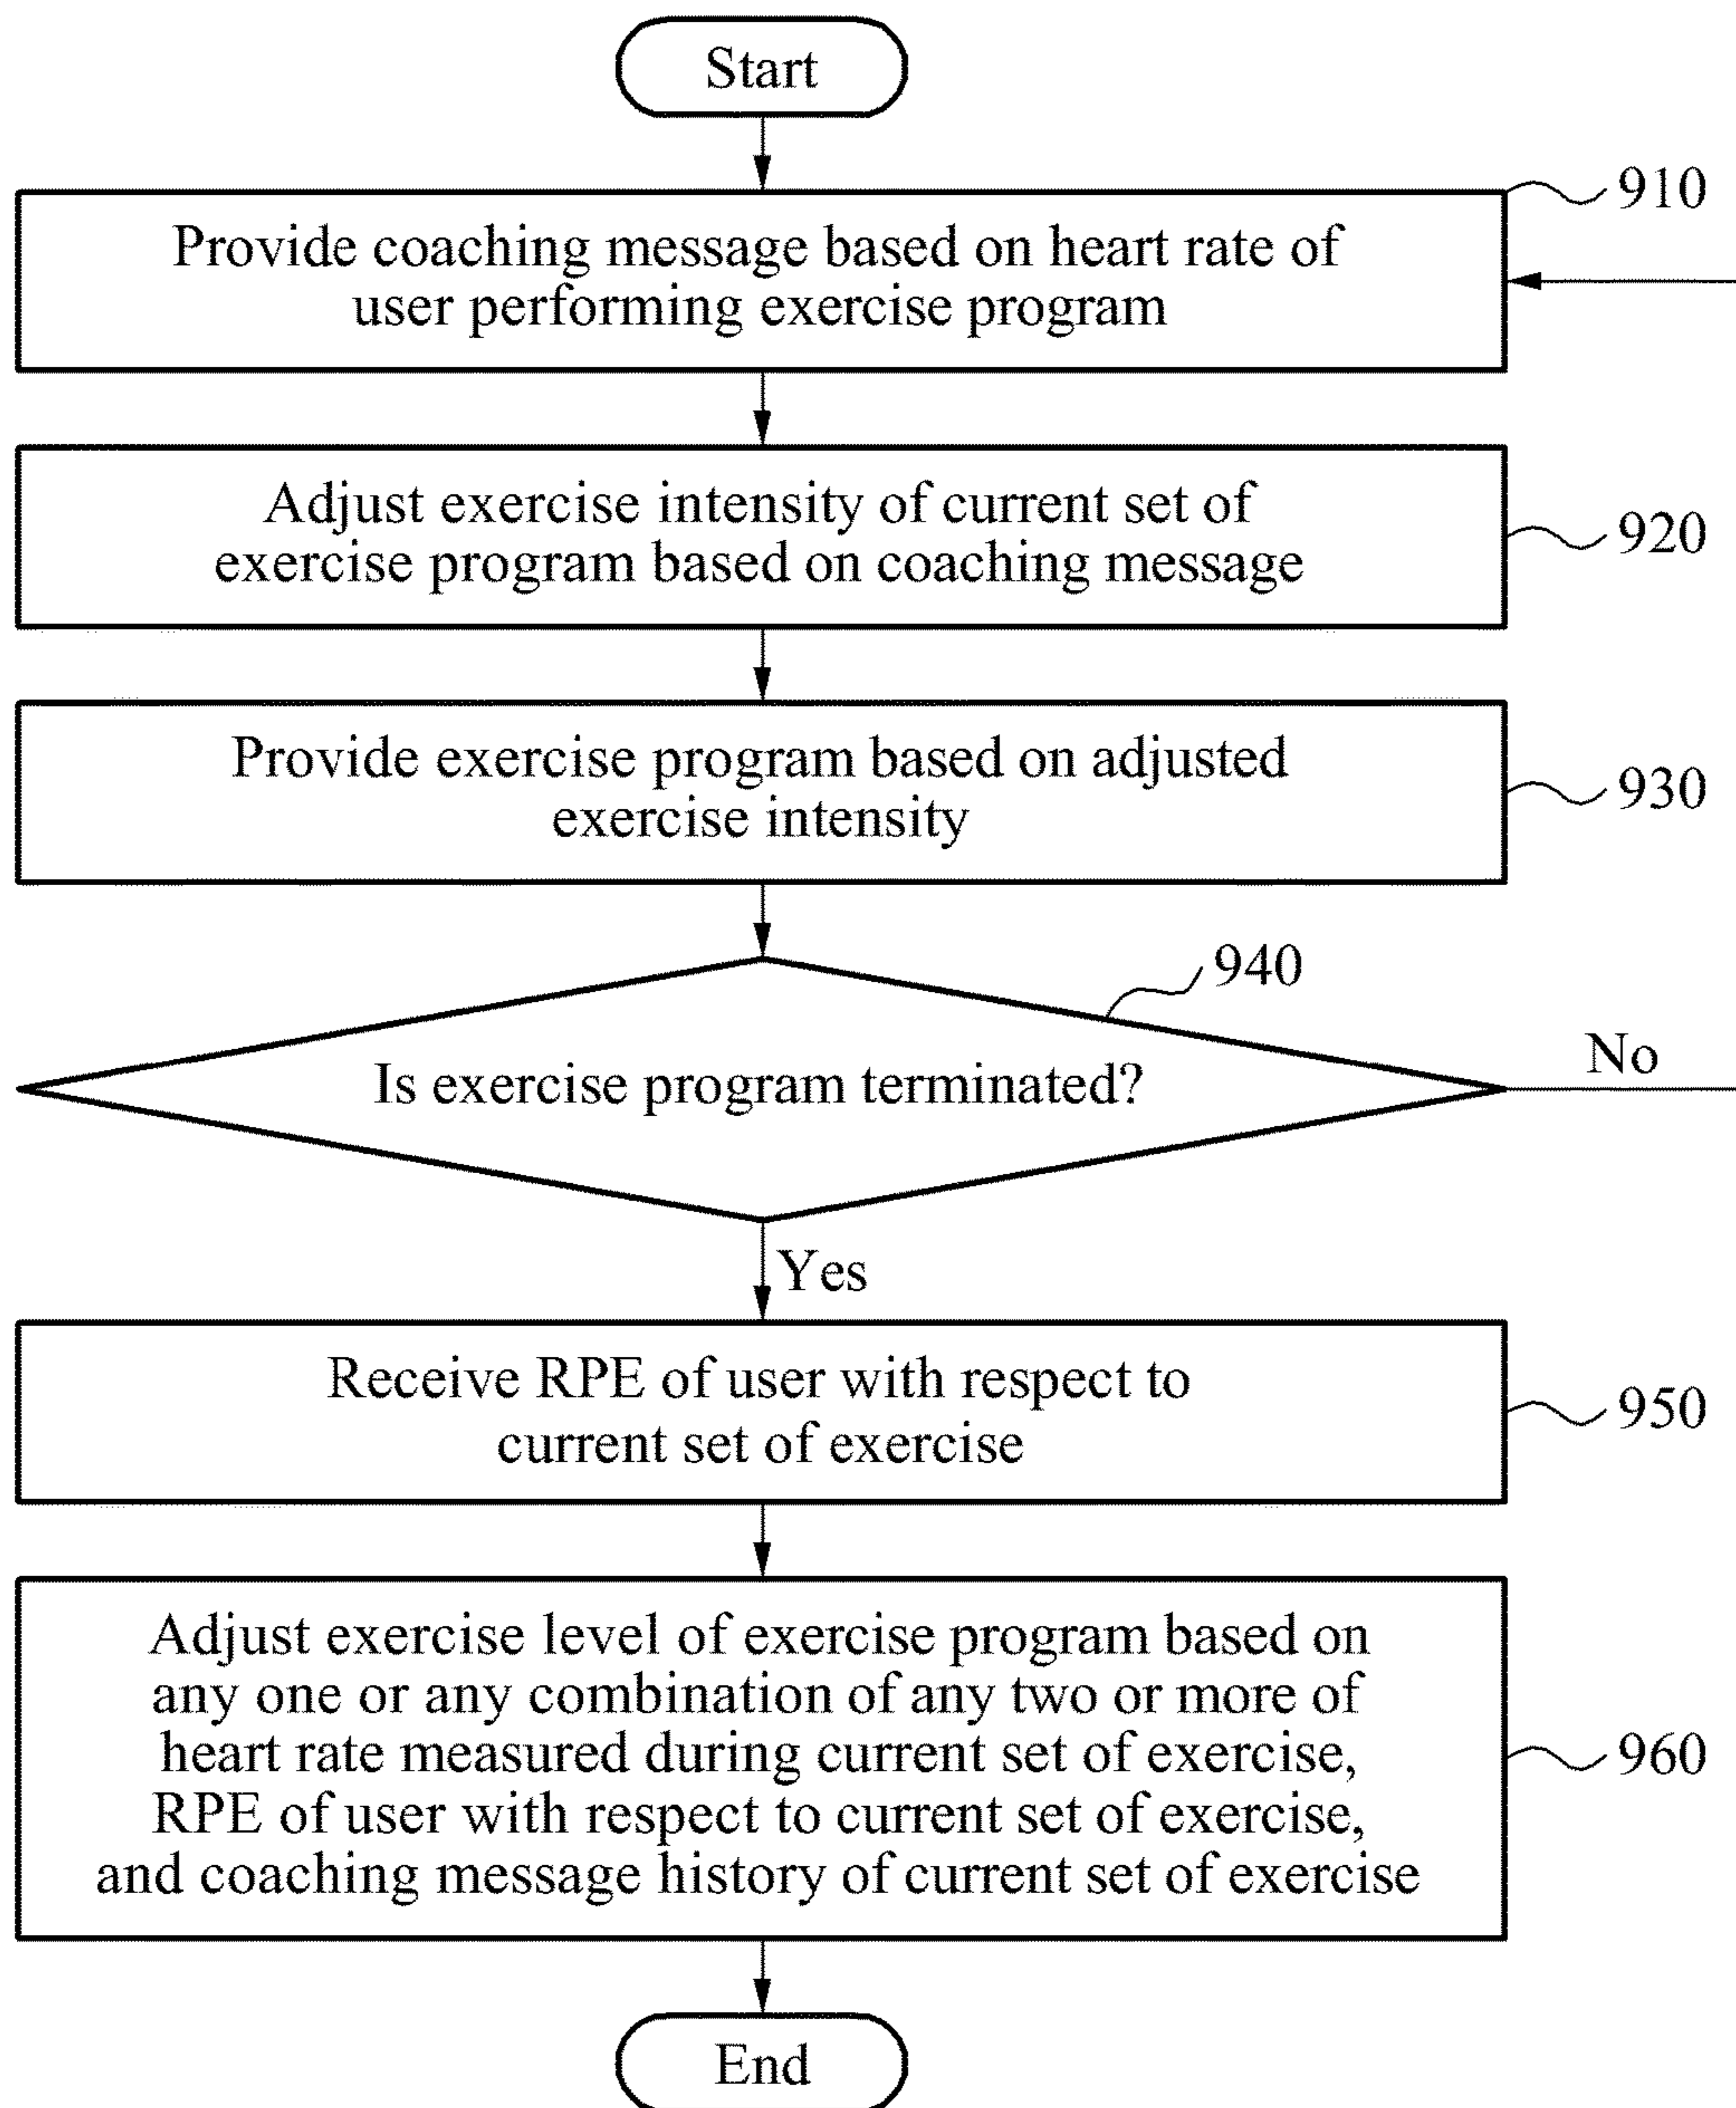 Start
910
Provide coaching message based on heart rate of
user performing exercise program
Adjust exercise intensity of current set of
exercise program based on coaching message
920
Provide exercise program based on adjusted
exercise intensity
930
940
Is exercise program terminated?
No
Yes
Receive RPE of user with respect to
current set of exercise
950
Adjust exercise level of exercise program based on
any one or any combination of any two or more of
heart rate measured during current set of exercise,
RPE of user with respect to current set of exercise,
and coaching message history of current set of exercise
960
End